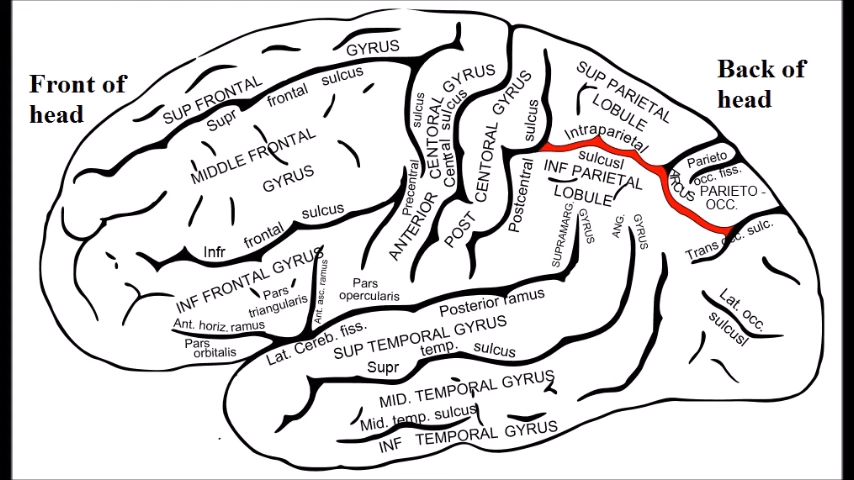 Front of
head
Back of
head
GYRUS
SUP FRONTAL
Supr frontal sulcus
MIDDLE FRONTAL
GYRUS
Infr frontal sulcus
INF FRONTAL GYRUS
Pars
triangularis
Ant. asc. ramus
Ant. horiz. ramus
Pars
orbitalis
Pars
opercularis
Precentral sulcus
ANTERIOR CENTORAL GYRUS
Central sulcus
POST CENTORAL GYRUS
Postcentral sulcus
SUP PARIETAL
LOBULE
Intraparietal
sulcusl
INF PARIETAL
LOBULE
SUPRAMARG.
GYRUS
ANG.
GYRUS
Parieto
occ. fiss.
ARCUS
PARIETO-
OCC.
Trans occ. sulc.
Lat. occ.
sulcusl
Lat. Cereb. fiss.
Posterior ramus
SUP TEMPORAL GYRUS
Supr temp. sulcus
MID. TEMPORAL GYRUS
Mid. temp. sulcus
INF TEMPORAL GYRUS